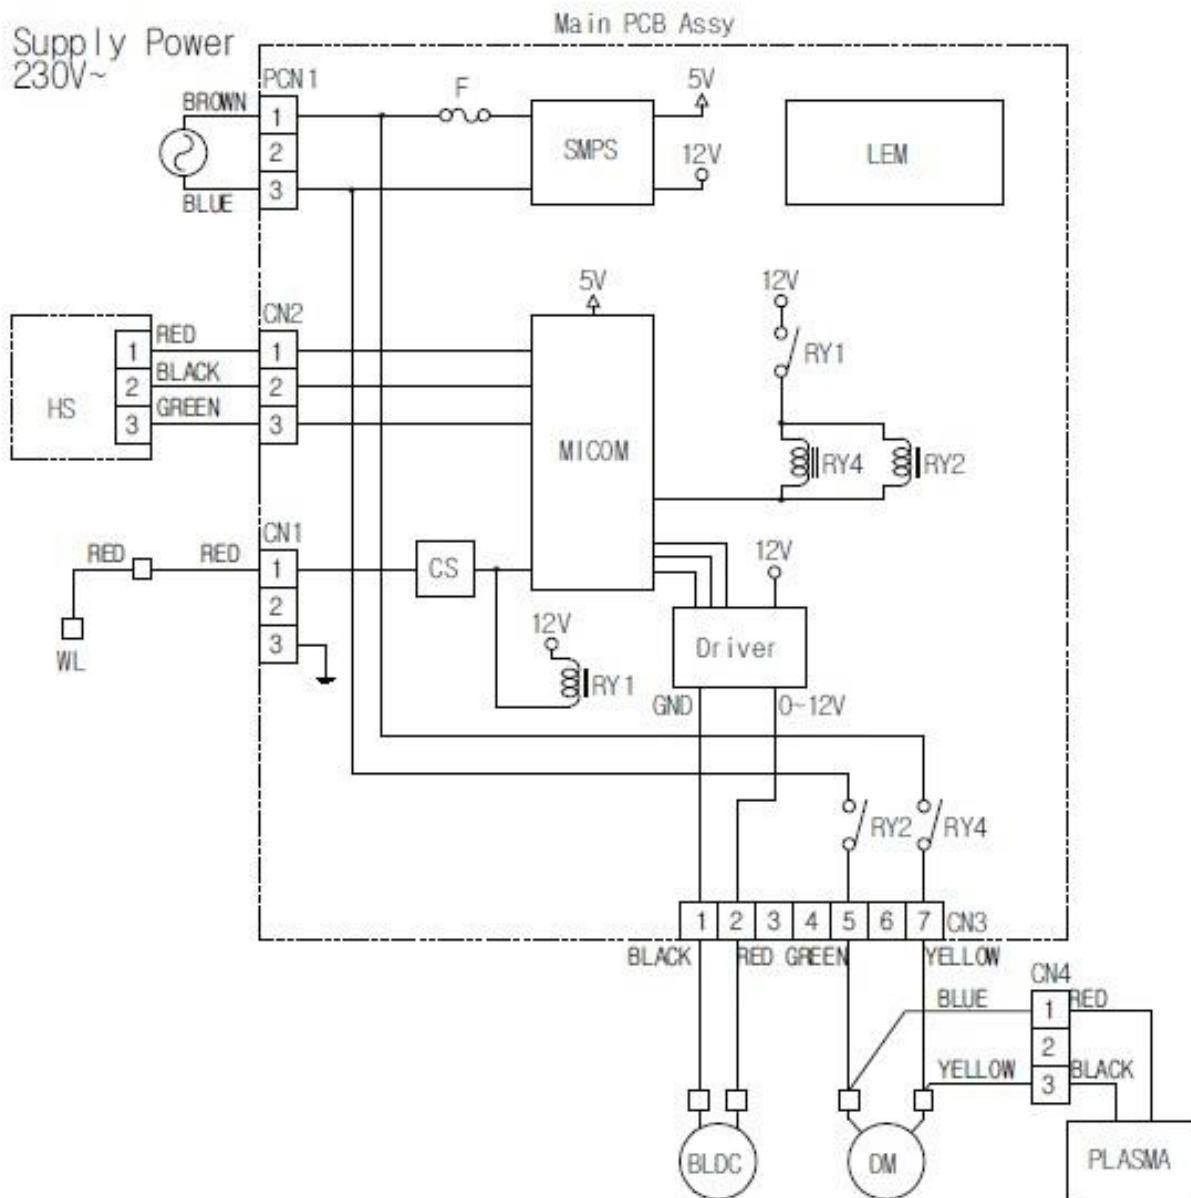 Main PCB Assy
Supply Power
230V~
PCN1
BROWN
1
2
3
BLUE
F
SMPS
5V
12V
LEM
HS
1
2
3
RED
BLACK
GREEN
CN2
1
2
3
5V
MICOM
12V
RY1
RY4
RY2
WL
RED
RED
CN1
1
2
3
CS
12V
RY1
12V
Driver
GND
0~12V
RY2
RY4
1 2 3 4 5 6 7 CN3
BLACK
RED
GREEN
YELLOW
CN4
BLUE
1
RED
2
YELLOW
3
BLACK
BLDC
DM
PLASMA